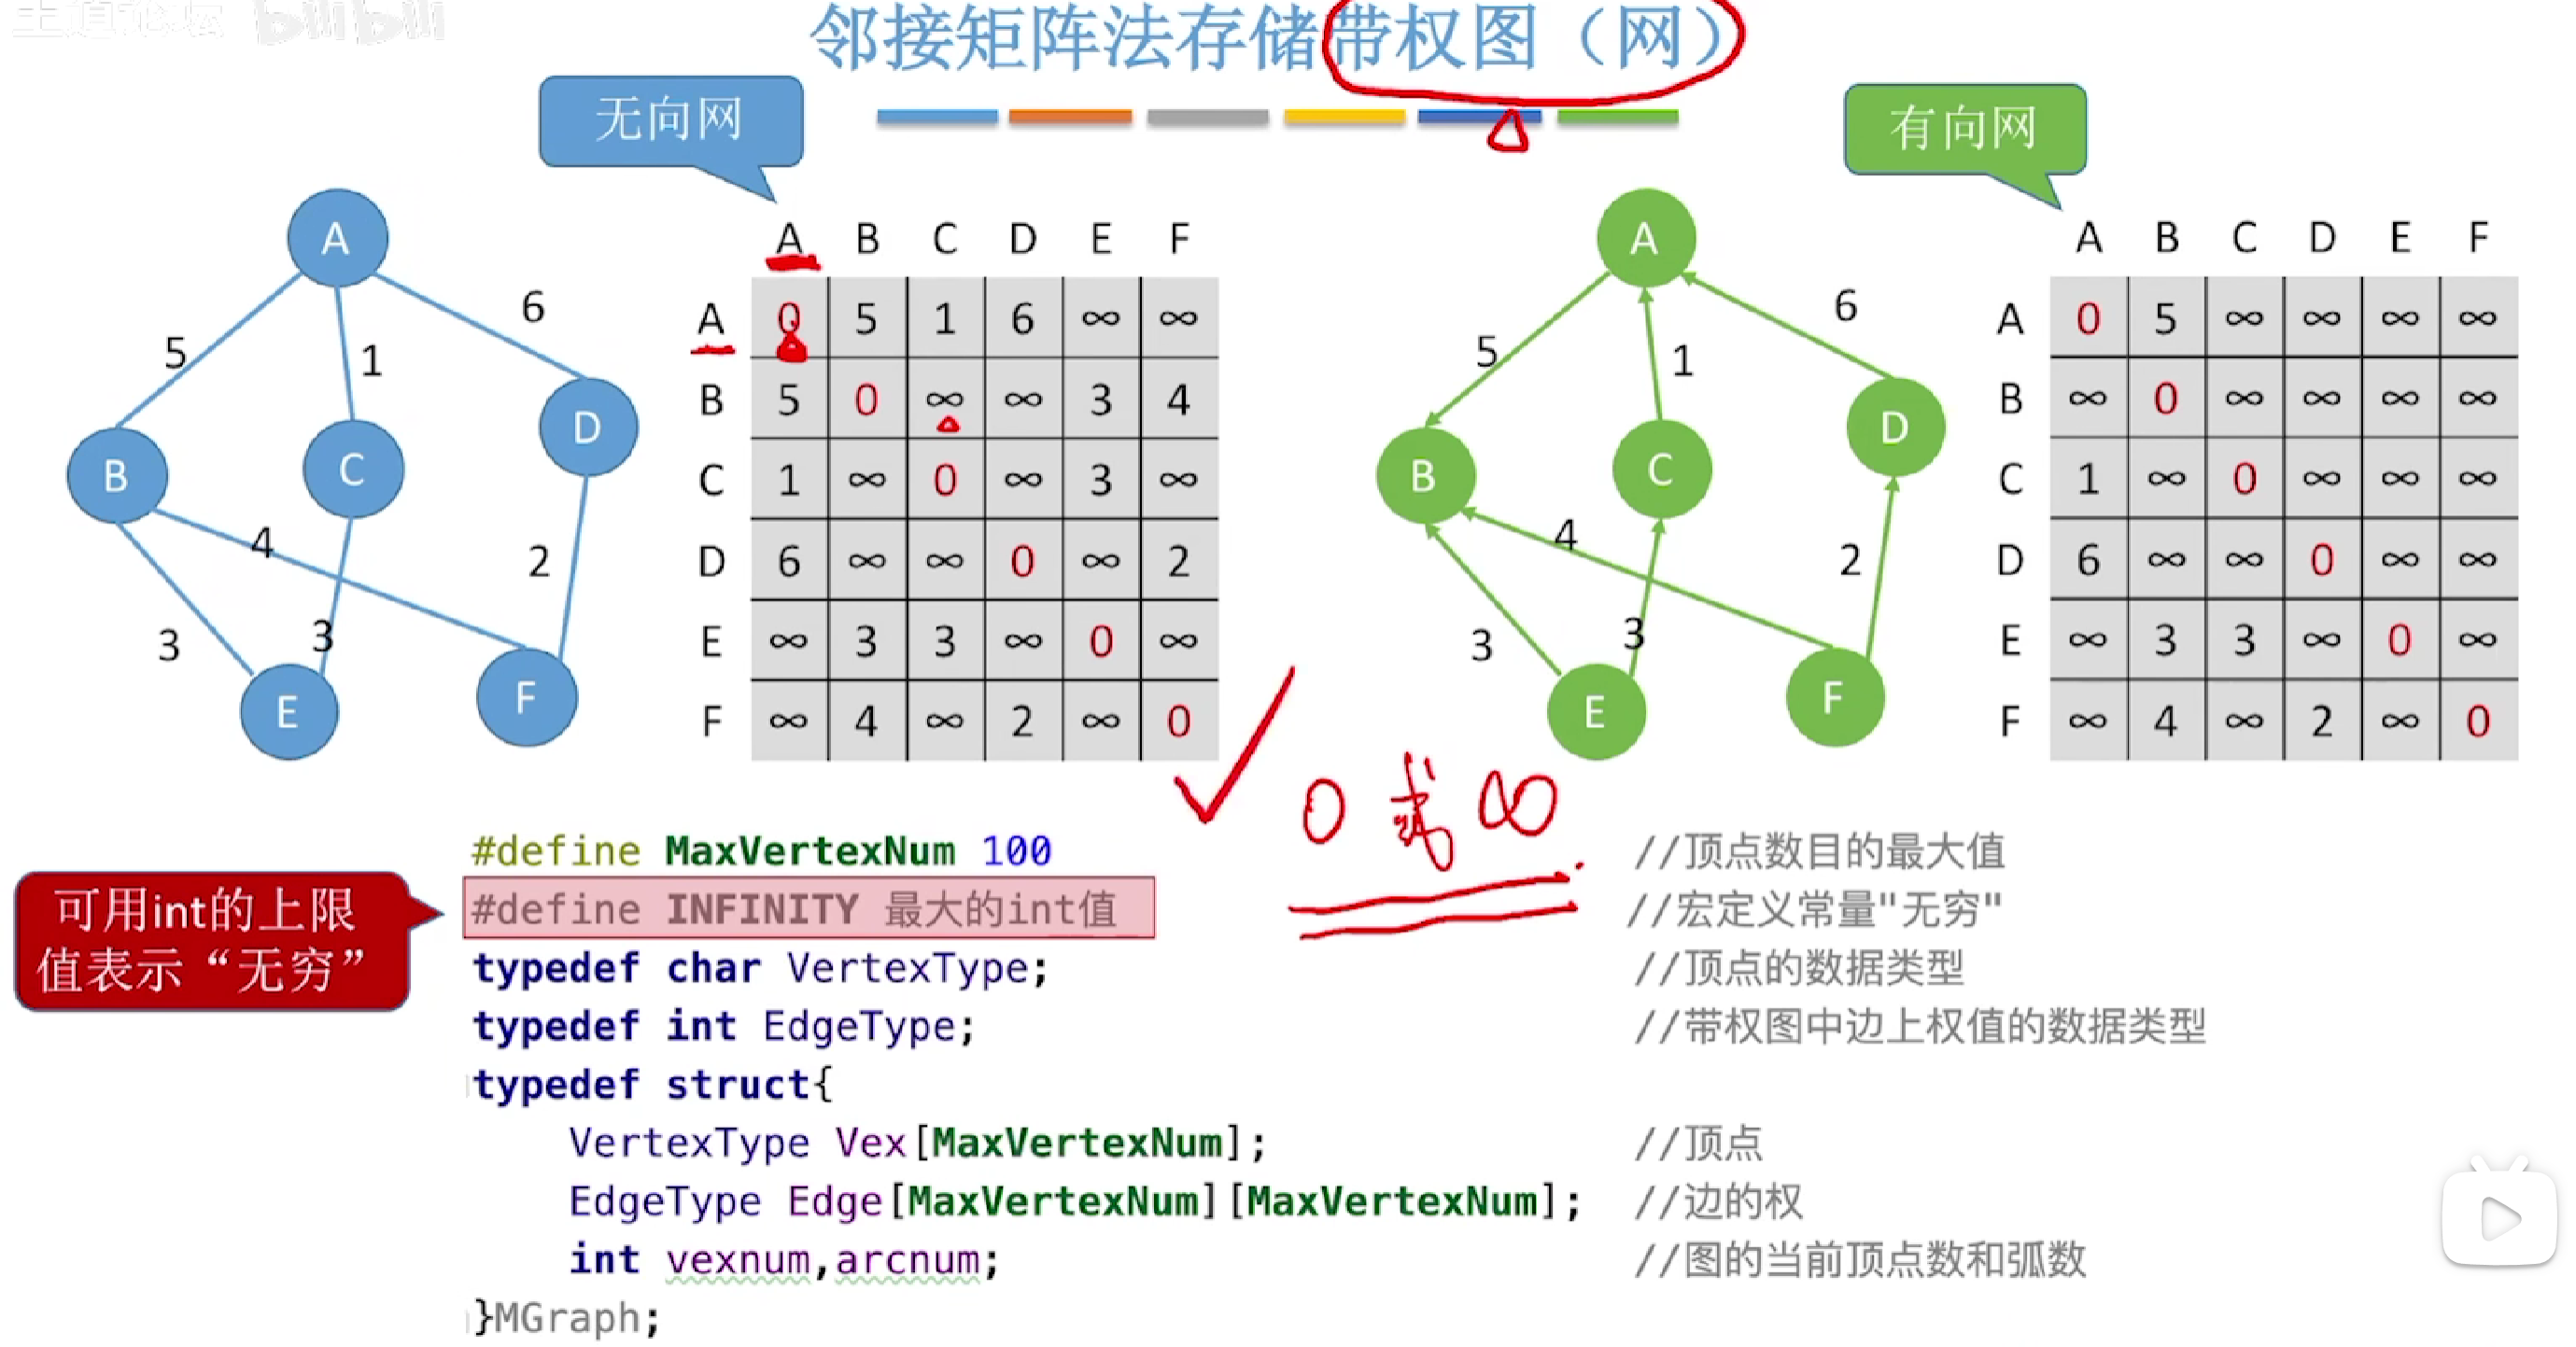 王道论坛 bilibili
邻接矩阵法存储带权图（网）
无向网
A
B
C
D
E
F
5
1
6
4
3
3
2
A B C D E F
A 0 5 1 6 ∞ ∞
B 5 0 ∞ ∞ 3 4
C 1 ∞ 0 ∞ 3 ∞
D 6 ∞ ∞ 0 ∞ 2
E ∞ 3 3 ∞ 0 ∞
F ∞ 4 ∞ 2 ∞ 0
有向网
A
B
C
D
E
F
5
1
6
4
3
3
2
A B C D E F
A 0 5 ∞ ∞ ∞ ∞
B ∞ 0 ∞ ∞ ∞ ∞
C 1 ∞ 0 ∞ ∞ ∞
D 6 ∞ ∞ 0 ∞ ∞
E ∞ 3 3 ∞ 0 ∞
F ∞ 4 ∞ 2 ∞ 0
0 或 ∞
可用int的上限
值表示“无穷”
#define MaxVertexNum 100 //顶点数目的最大值
#define INFINITY 最大的int值 //宏定义常量"无穷"
typedef char VertexType; //顶点的数据类型
typedef int EdgeType; //带权图中边上权值的数据类型
typedef struct{
VertexType Vex[MaxVertexNum]; //顶点
EdgeType Edge[MaxVertexNum][MaxVertexNum]; //边的权
int vexnum,arcnum; //图的当前顶点数和弧数
}MGraph;